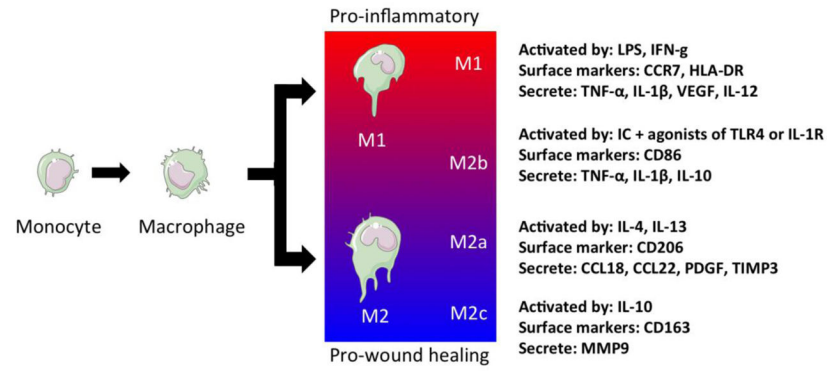 Pro-inflammatory
M1
Activated by: LPS, IFN-g
Surface markers: CCR7, HLA-DR
Secrete: TNF-α, IL-1β, VEGF, IL-12
M1
M2b
Activated by: IC + agonists of TLR4 or IL-1R
Surface markers: CD86
Secrete: TNF-α, IL-1β, IL-10
Monocyte
Macrophage
M2a
Activated by: IL-4, IL-13
Surface marker: CD206
Secrete: CCL18, CCL22, PDGF, TIMP3
M2
M2c
Activated by: IL-10
Surface markers: CD163
Secrete: MMP9
Pro-wound healing